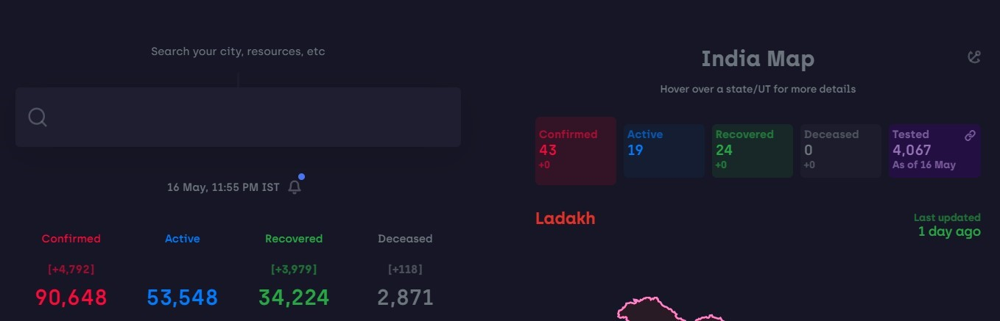 Search your city, resources, etc
16 May, 11:55 PM IST
Confirmed Active Recovered Deceased
[+4,792] [+3,979] [+118]
90,648 53,548 34,224 2,871
India Map
Hover over a state/UT for more details
Confirmed Active Recovered Deceased Tested
43 19 24 0 4,067
+0 +0 +0 As of 16 May
Ladakh
Last updated
1 day ago